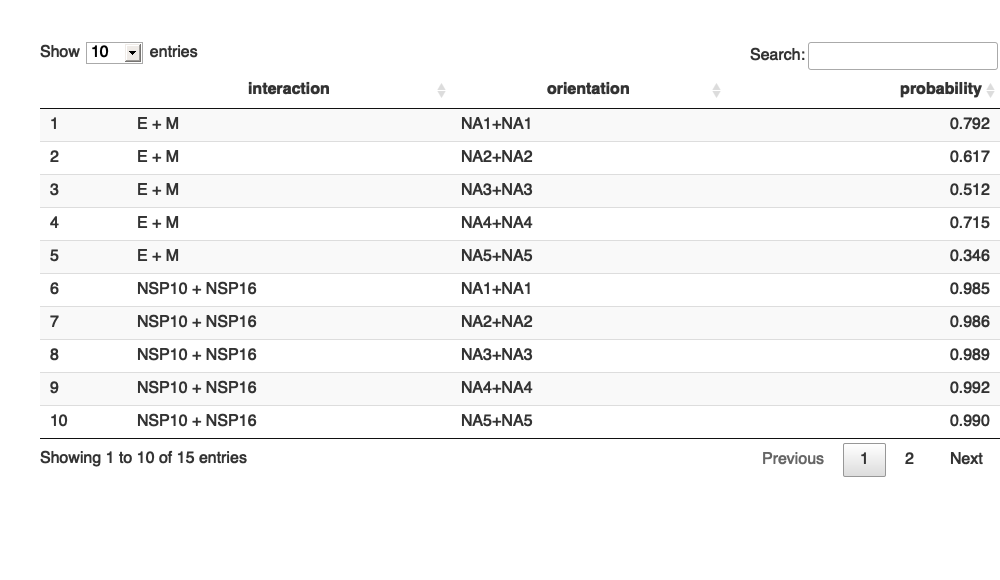 Show 10 entries Search:
interaction orientation probability
1 E + M NA1+NA1 0.792
2 E + M NA2+NA2 0.617
3 E + M NA3+NA3 0.512
4 E + M NA4+NA4 0.715
5 E + M NA5+NA5 0.346
6 NSP10 + NSP16 NA1+NA1 0.985
7 NSP10 + NSP16 NA2+NA2 0.986
8 NSP10 + NSP16 NA3+NA3 0.989
9 NSP10 + NSP16 NA4+NA4 0.992
10 NSP10 + NSP16 NA5+NA5 0.990
Showing 1 to 10 of 15 entries Previous 1 2 Next